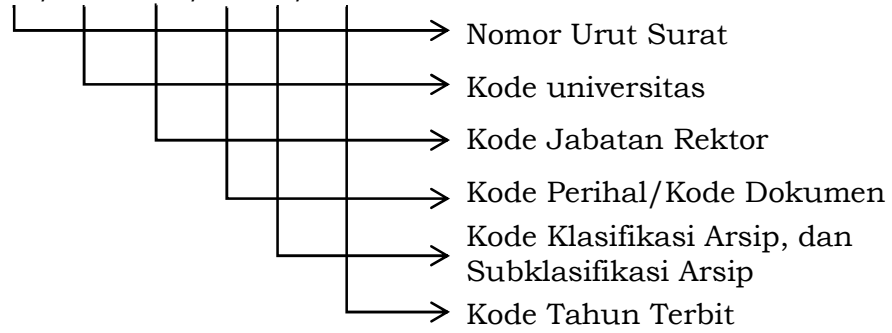 Nomor Urut Surat
Kode universitas
Kode Jabatan Rektor
Kode Perihal/Kode Dokumen
Kode Klasifikasi Arsip, dan
Subklasifikasi Arsip
Kode Tahun Terbit